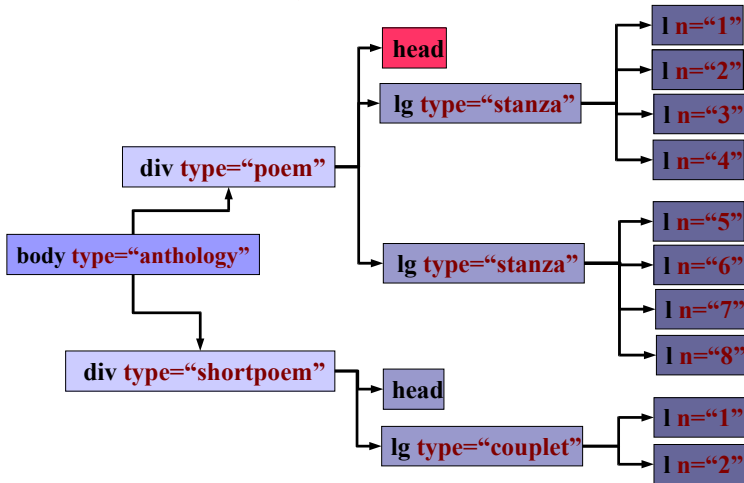 head
lg type=“stanza”
l n=“1”
l n=“2”
l n=“3”
l n=“4”
div type=“poem”
body type=“anthology”
lg type=“stanza”
l n=“5”
l n=“6”
l n=“7”
l n=“8”
div type=“shortpoem”
head
lg type=“couplet”
l n=“1”
l n=“2”